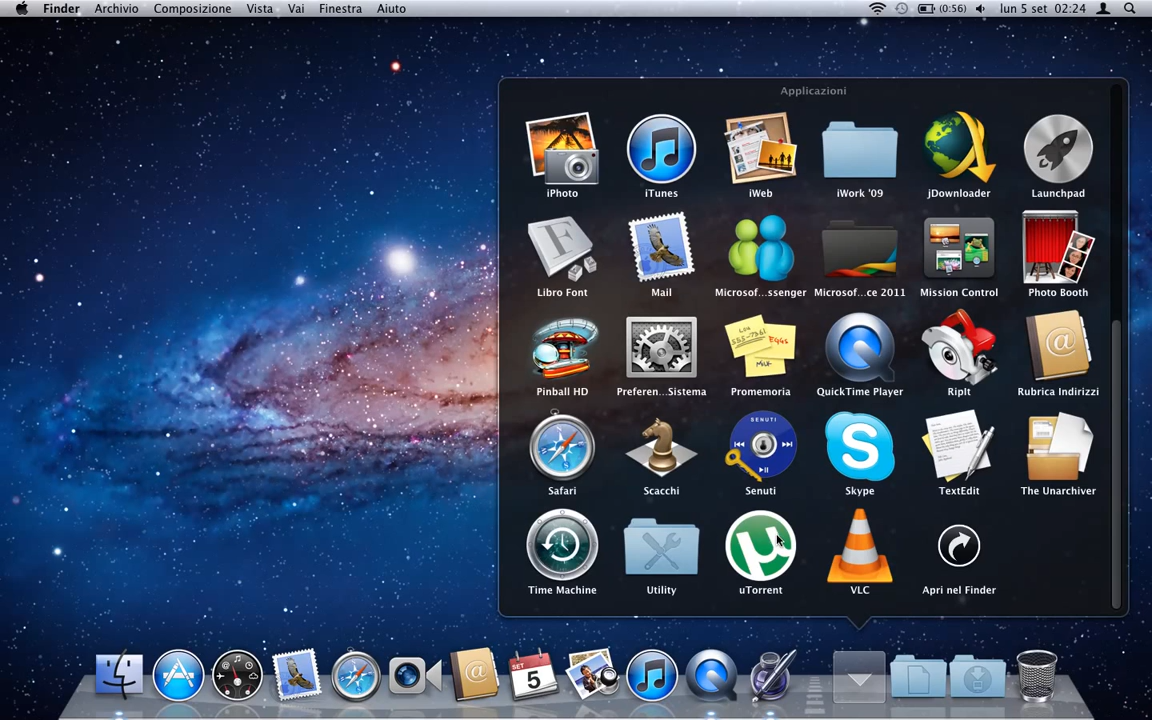 Finder Archivio Composizione Vista Vai Finestra Aiuto (0:56) lun 5 set 02:24
Applicazioni
iPhoto iTunes iWeb iWork '09 jDownloader Launchpad
Libro Font Mail Microsof...ssenger Microsof...ce 2011 Mission Control Photo Booth
Pinball HD Preferen...Sistema Promemoria QuickTime Player RipIt Rubrica Indirizzi
SENUTI
Safari Scacchi Senuti Skype TextEdit The Unarchiver
Time Machine Utility uTorrent VLC Apri nel Finder
SET
5